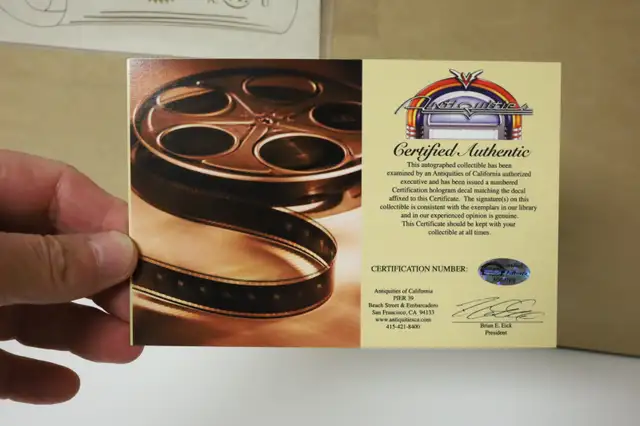 Antiquities
Certified Authentic
This autographed collectible has been
examined by an Antiquities of California authorized
executive and has been issued a numbered
Certification hologram decal matching the decal
affixed to this Certificate. The signature(s) on this
collectible is consistent with the exemplars in our library
and in our experienced opinion is genuine.
This Certificate should be kept with your
collectible at all times.
CERTIFICATION NUMBER:
Antiquities of California
PIER 39
Beach Street & Embarcadero
San Francisco, CA 94133
www.antiquitiesca.com
415-421-8400
Brian E. Eick
President